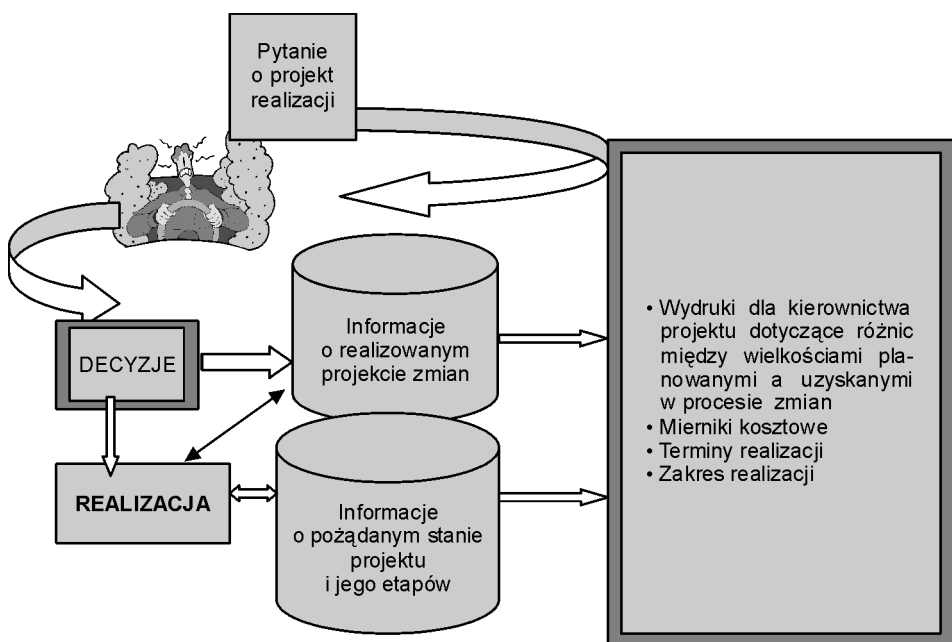 Pytanie
o projekt
realizacji
DECYZJE
Informacje
o realizowanym
projekcie zmian
REALIZACJA
Informacje
o pożądanym stanie
projektu
i jego etapów
• Wydruki dla kierownictwa
projektu dotyczące różnic
między wielkościami pla-
nowanymi a uzyskanymi
w procesie zmian
• Mierniki kosztowe
• Terminy realizacji
• Zakres realizacji